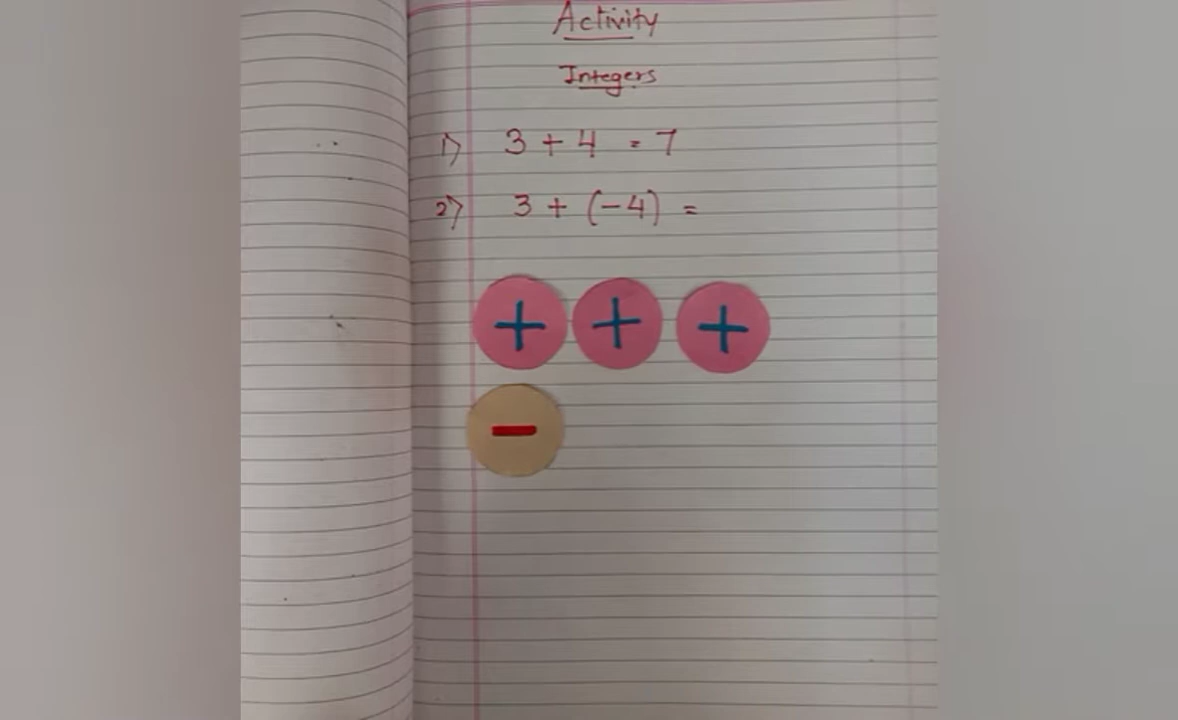 Activity
Integers
1) 3 + 4 = 7
2) 3 + (-4) =
+ + +
-